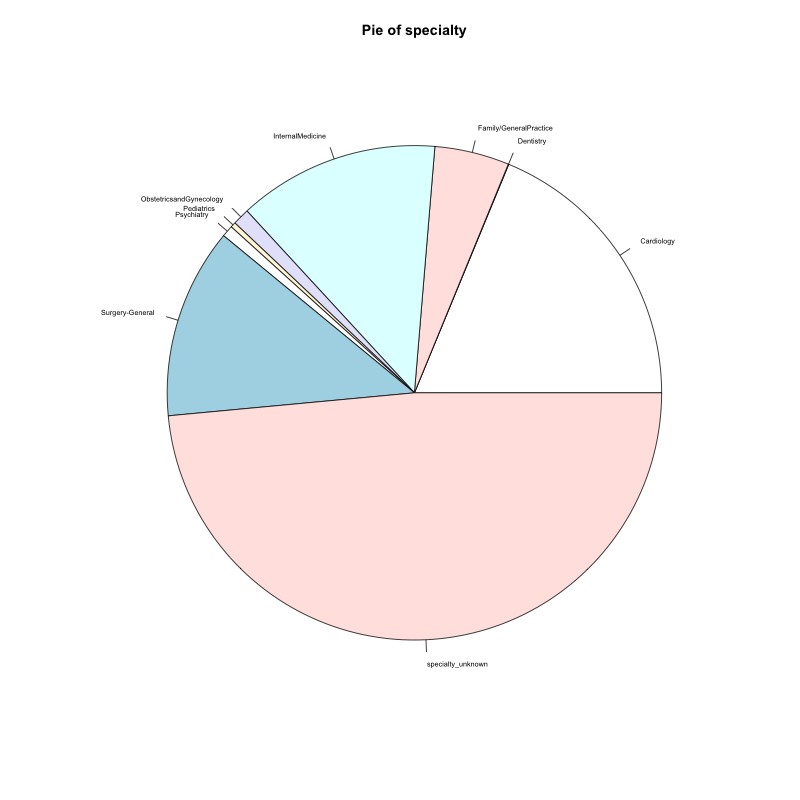 Pie of specialty
Family/GeneralPractice
InternalMedicine
Dentistry
ObstetricsandGynecology
Pediatrics
Psychiatry
Cardiology
Surgery-General
specialty_unknown